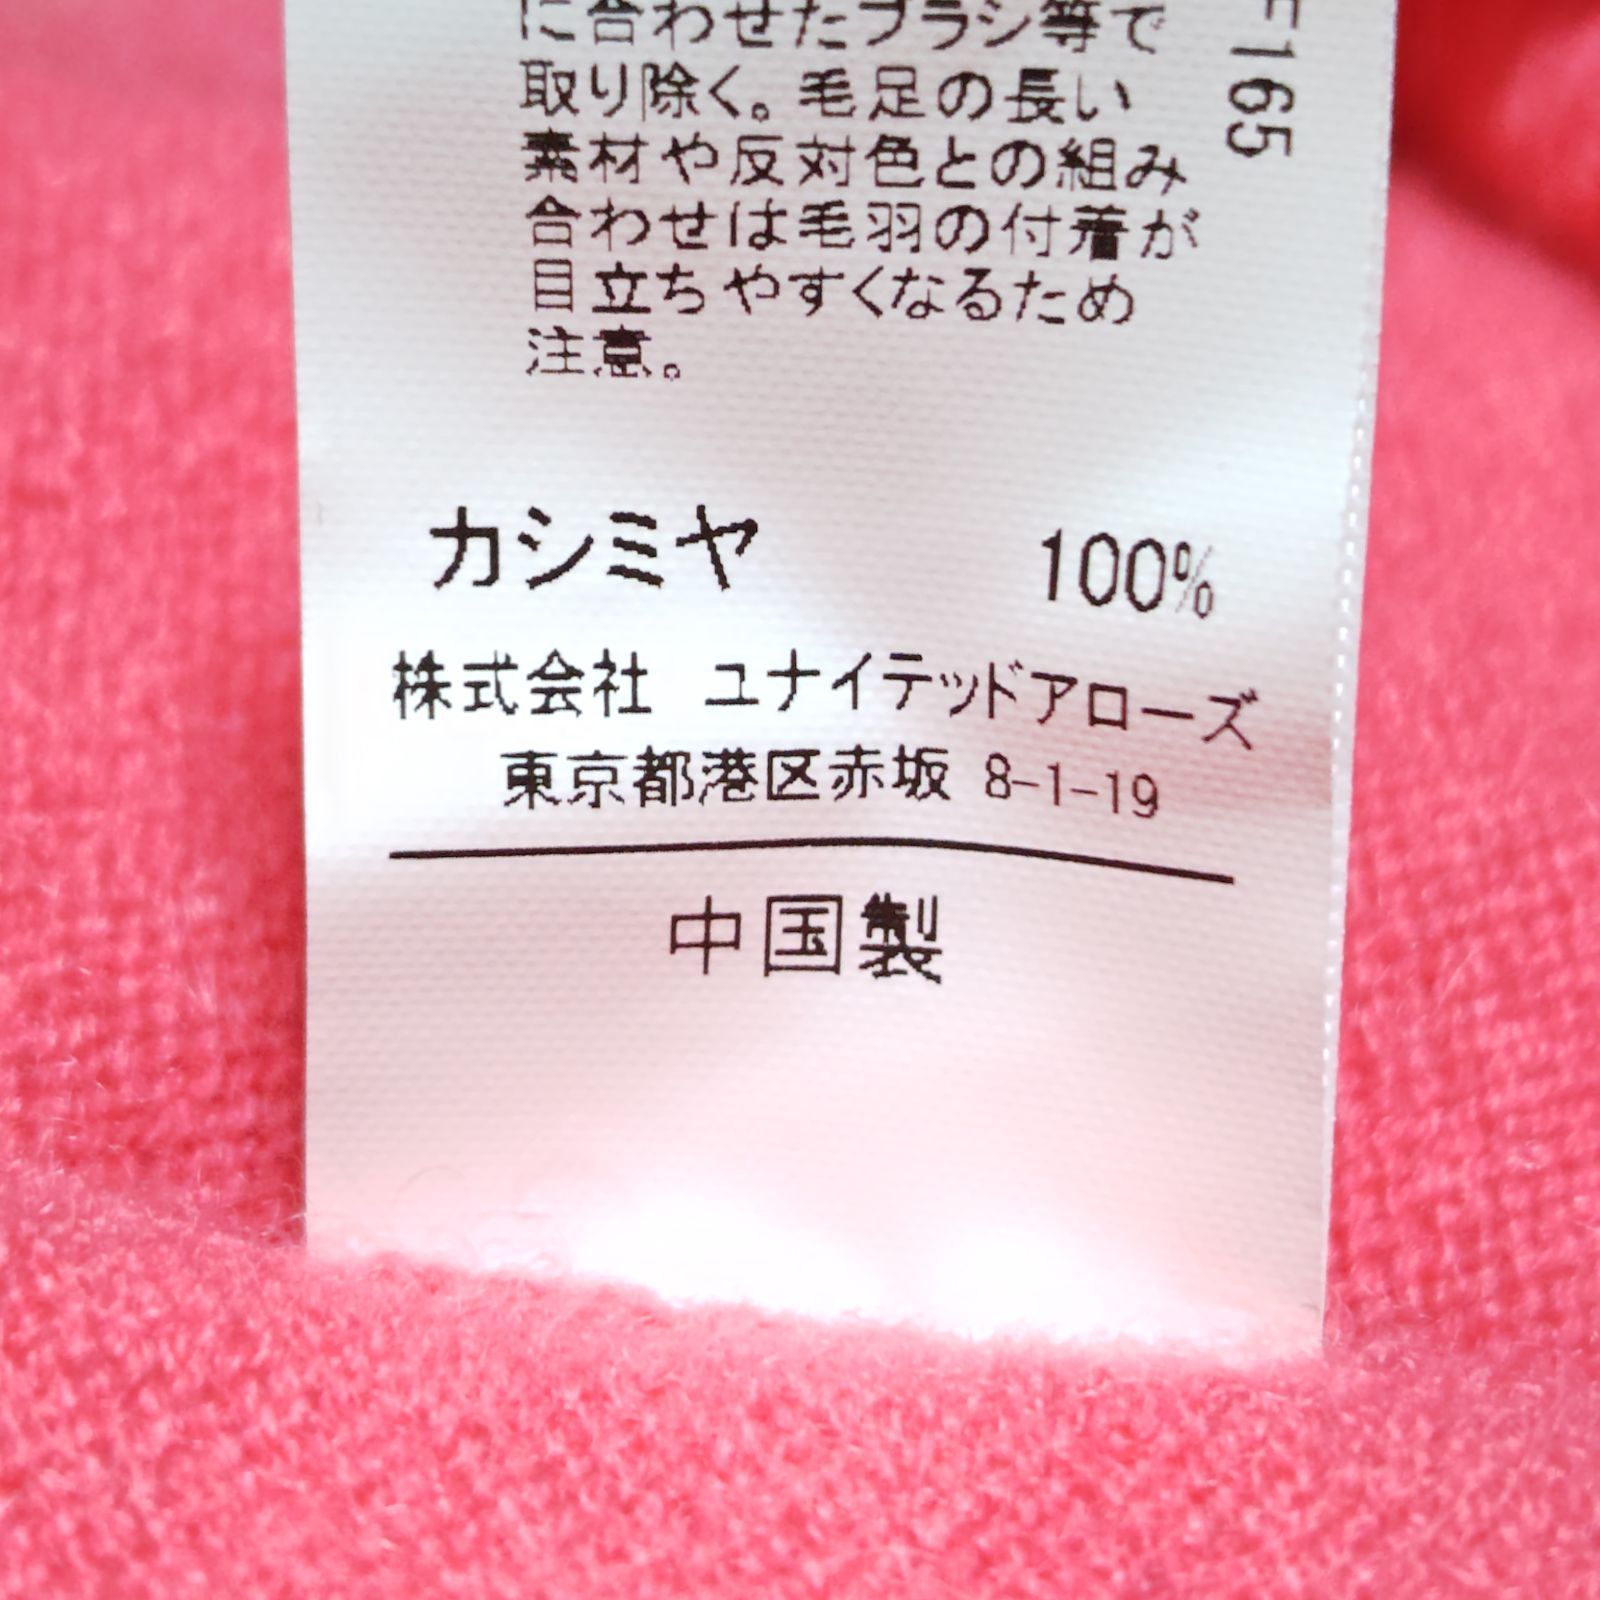 に合わせたブラシ等で
取り除く。毛足の長い
素材や反対色との組み
合わせは毛羽の付着が
目立ちやすくなるため
注意。
165
カシミヤ 100%
株式会社 ユナイテッドアローズ
東京都港区赤坂 8-1-19
中国製